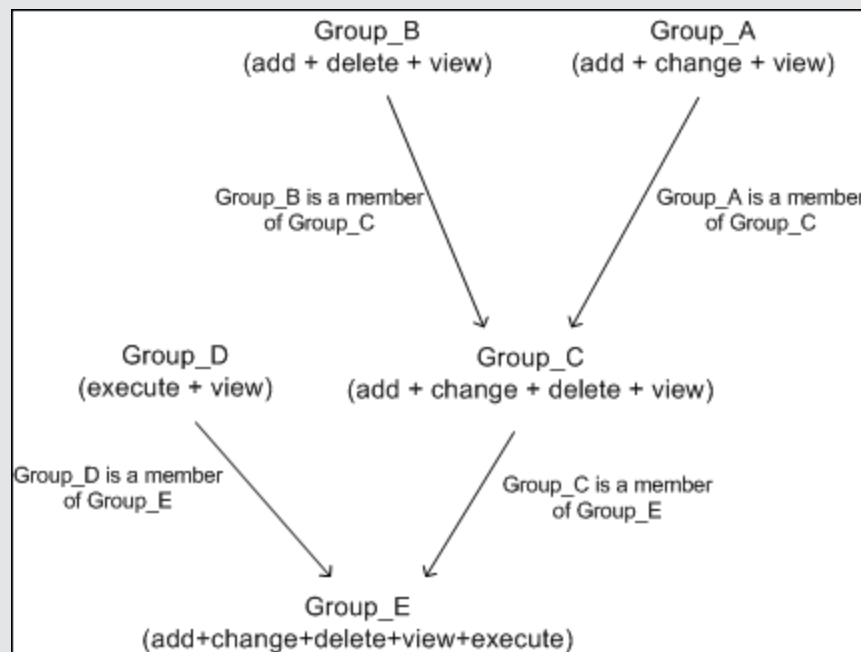 Group_B
(add + delete + view)
Group_A
(add + change + view)
Group_B is a member
of Group_C
Group_A is a member
of Group_C
Group_D
(execute + view)
Group_C
(add + change + delete + view)
Group_D is a member
of Group_E
Group_C is a member
of Group_E
Group_E
(add+change+delete+view+execute)